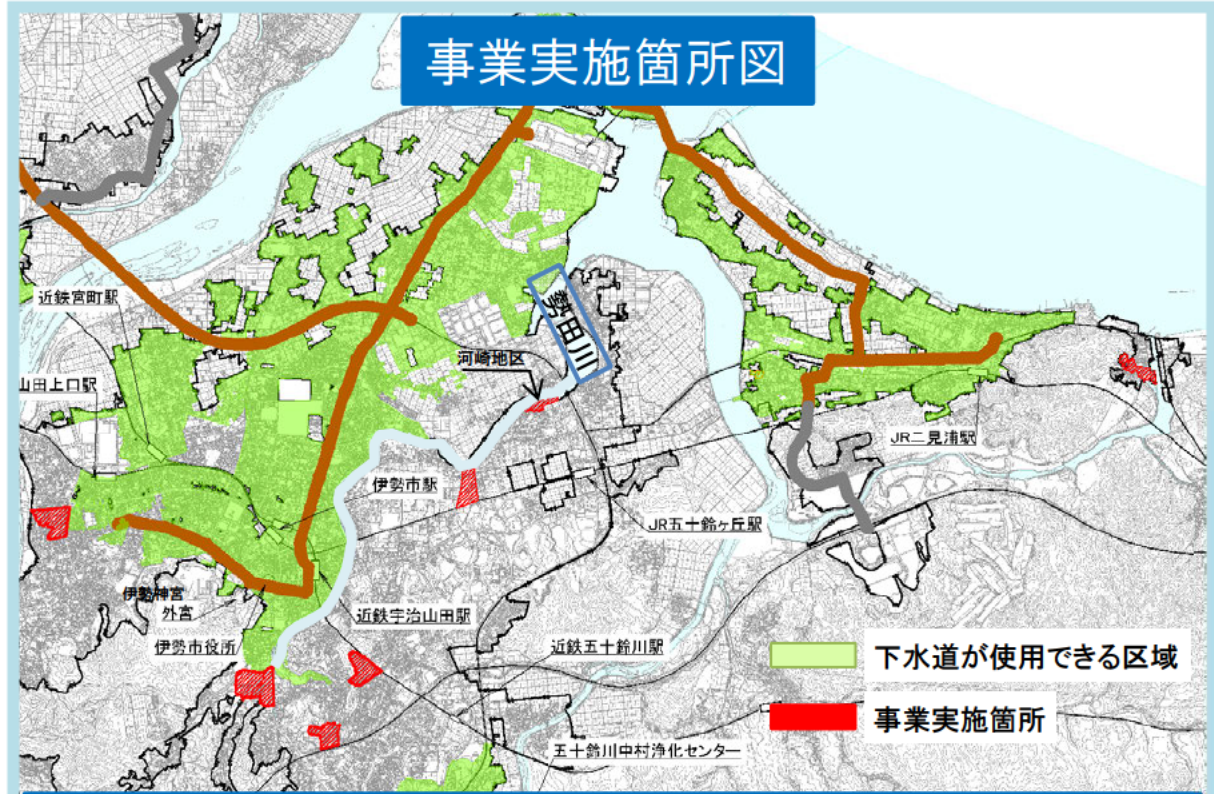 事業実施箇所図
近鉄宮町駅
勢田川
河崎地区
山田上口駅
JR二見浦駅
伊勢市駅
JR五十鈴ヶ丘駅
伊勢神宮
外宮
近鉄宇治山田駅
伊勢市役所
近鉄五十鈴川駅
下水道が使用できる区域
事業実施箇所
五十鈴川中村浄化センター